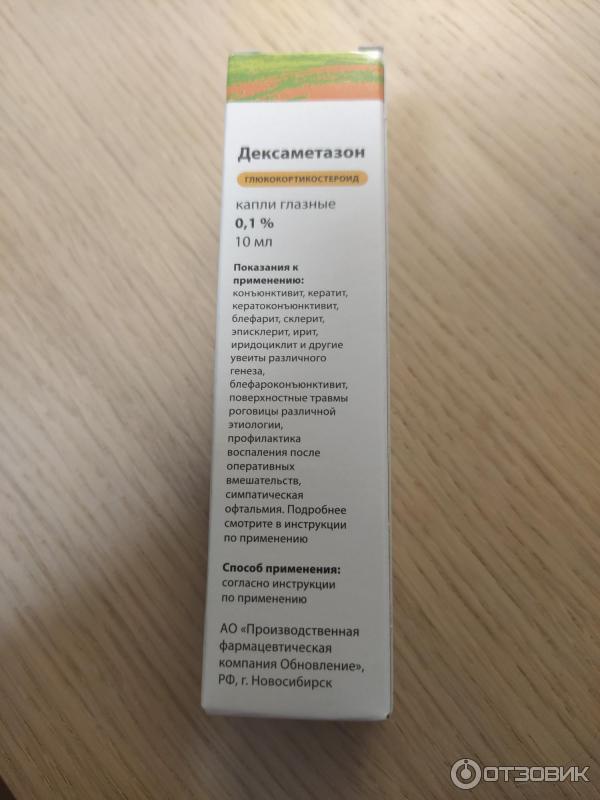 Дексаметазон
ГЛЮКОКОРТИКОСТЕРОИД
капли глазные
0,1 %
10 мл
Показания к
применению:
конъюнктивит, кератит,
кератоконъюнктивит,
блефарит, склерит,
эписклерит, ирит,
иридоциклит и другие
увеиты различного
генеза,
блефароконъюнктивит,
поверхностные травмы
роговицы различной
этиологии,
профилактика
воспаления после
оперативных
вмешательств,
симпатическая
офтальмия. Подробнее
смотрите в инструкции
по применению
Способ применения:
согласно инструкции
по применению
АО «Производственная
фармацевтическая
компания Обновление»,
РФ, г. Новосибирск
ОТЗОВИК